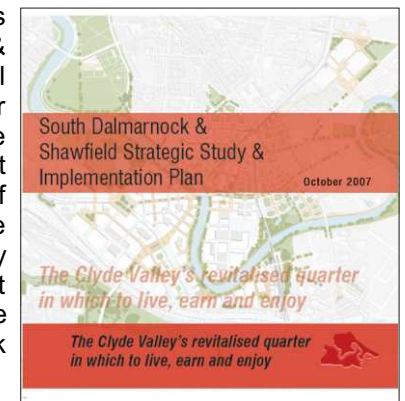 South Dalmarnock &
Shawfield Strategic Study &
Implementation Plan
October 2007
The Clyde Valley's revitalised quarter
in which to live, earn and enjoy
The Clyde Valley's revitalised quarter
in which to live, earn and enjoy